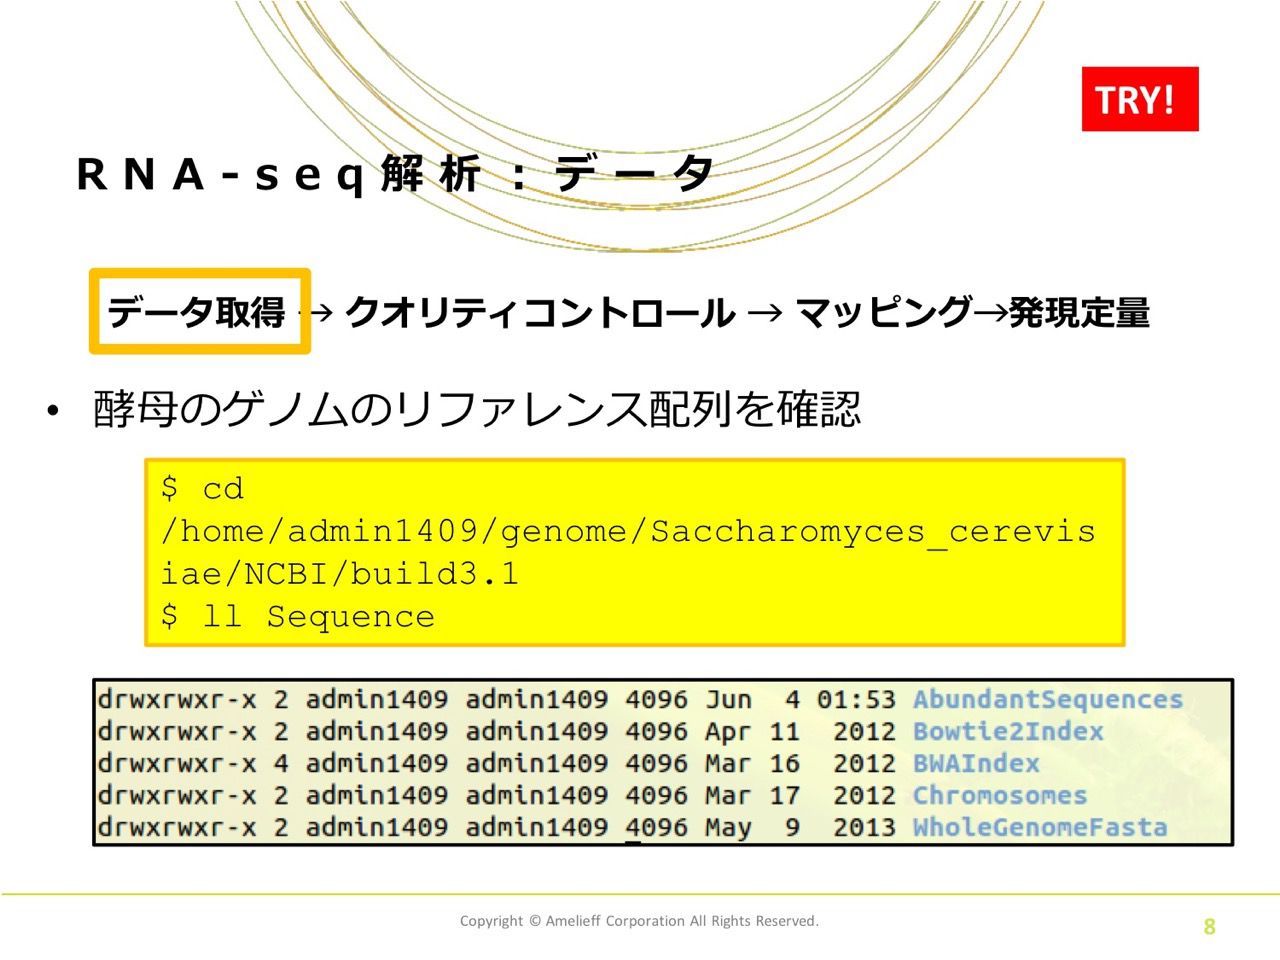 TRY!
RNA-seq解析：データ
データ取得 → クオリティコントロール → マッピング→発現定量
• 酵母のゲノムのリファレンス配列を確認
$ cd
/home/admin1409/genome/Saccharomyces_cerevis
iae/NCBI/build3.1
$ ll Sequence
drwxrwxr-x 2 admin1409 admin1409 4096 Jun  4 01:53 AbundantSequences
drwxrwxr-x 2 admin1409 admin1409 4096 Apr 11  2012 Bowtie2Index
drwxrwxr-x 4 admin1409 admin1409 4096 Mar 16  2012 BWAIndex
drwxrwxr-x 2 admin1409 admin1409 4096 Mar 17  2012 Chromosomes
drwxrwxr-x 2 admin1409 admin1409 4096 May  9  2013 WholeGenomeFasta
Copyright © Amelieff Corporation All Rights Reserved.
8